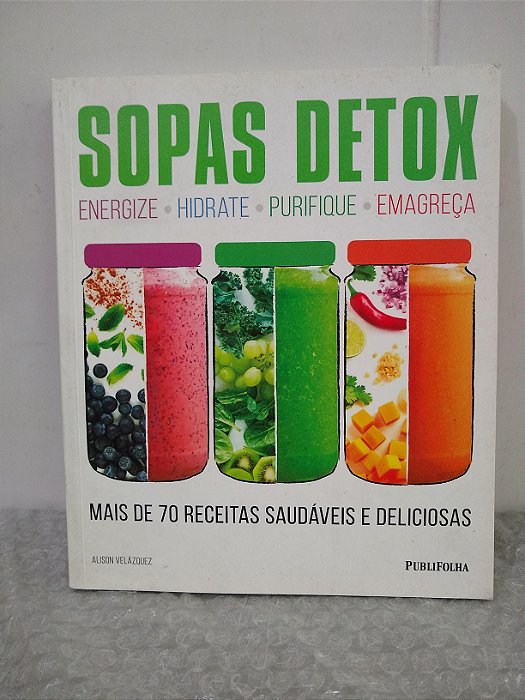 SOPAS DETOX
ENERGIZE • HIDRATE • PURIFIQUE • EMAGREÇA
MAIS DE 70 RECEITAS SAUDÁVEIS E DELICIOSAS
ALISON VELÁZQUEZ
PUBLIFOLHA